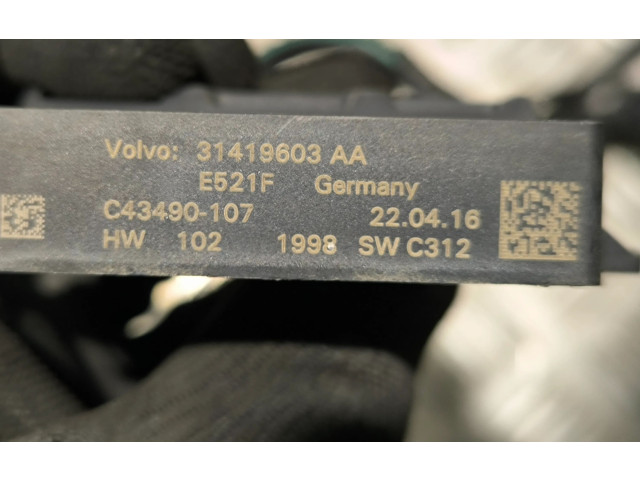 Volvo: 31419603 AA
E521F Germany
C43490-107 22.04.16
HW 102 1998 SW C312